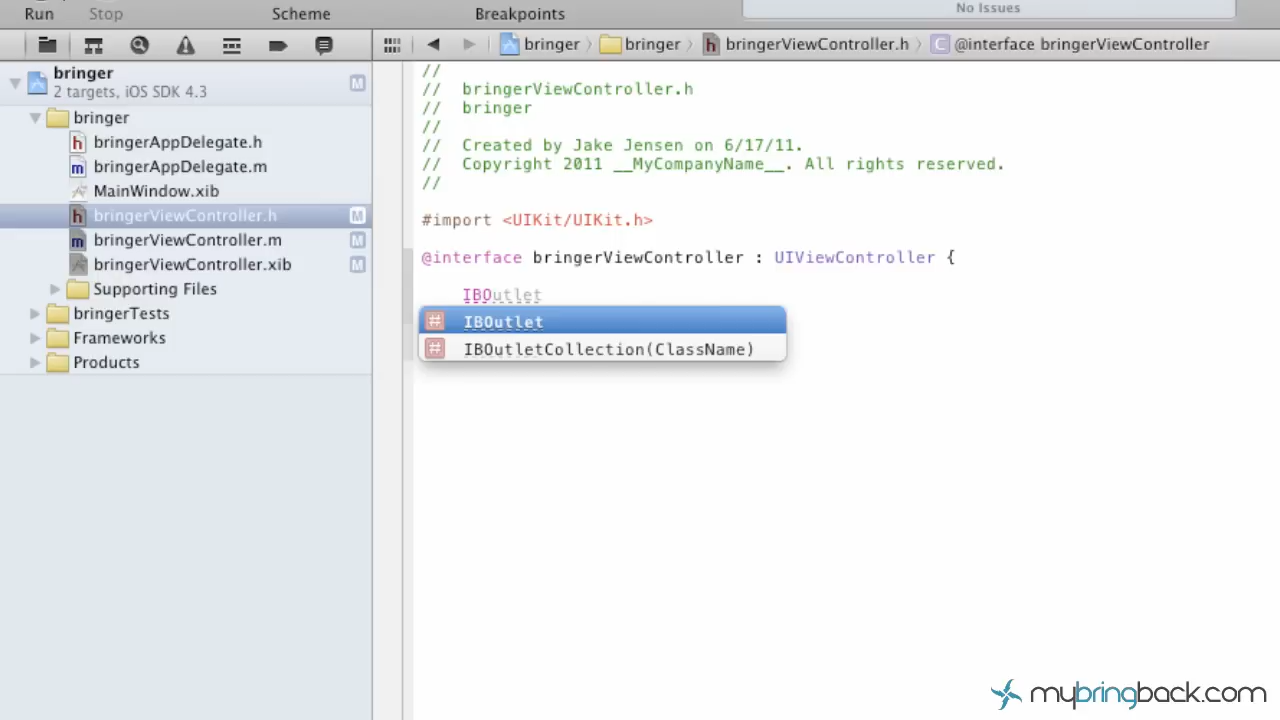 Run Stop Scheme Breakpoints No Issues
bringer bringer bringerViewController.h @interface bringerViewController
bringer
2 targets, iOS SDK 4.3
M
bringer
bringerAppDelegate.h
bringerAppDelegate.m
MainWindow.xib
bringerViewController.h M
bringerViewController.m M
bringerViewController.xib M
Supporting Files
bringerTests
Frameworks
Products
//
//  bringerViewController.h
//  bringer
//
//  Created by Jake Jensen on 6/17/11.
//  Copyright 2011 __MyCompanyName__. All rights reserved.
//
#import <UIKit/UIKit.h>
@interface bringerViewController : UIViewController {
IBOutlet
# IBOutlet
# IBOutletCollection(ClassName)
mybringback.com